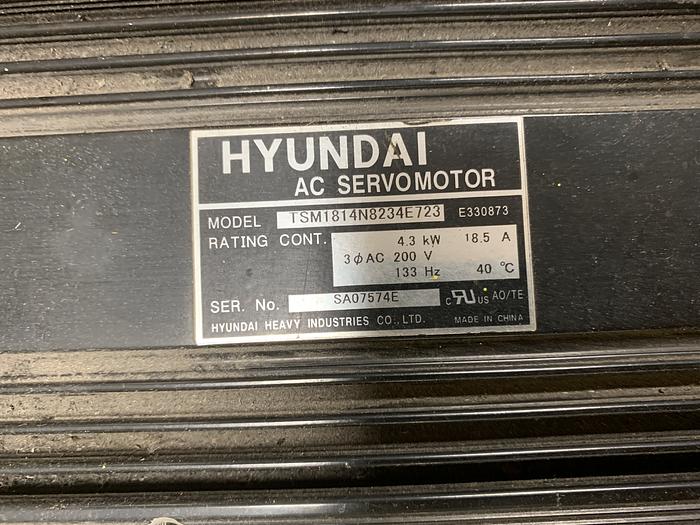 HYUNDAI
AC SERVOMOTOR
MODEL TSM1814N8234E723 E330873
RATING CONT. 4.3 kW 18.5 A
3φAC 200 V
133 Hz 40 ℃
SER. No. SA07574E c RU US AO/TE
HYUNDAI HEAVY INDUSTRIES CO., LTD. MADE IN CHINA